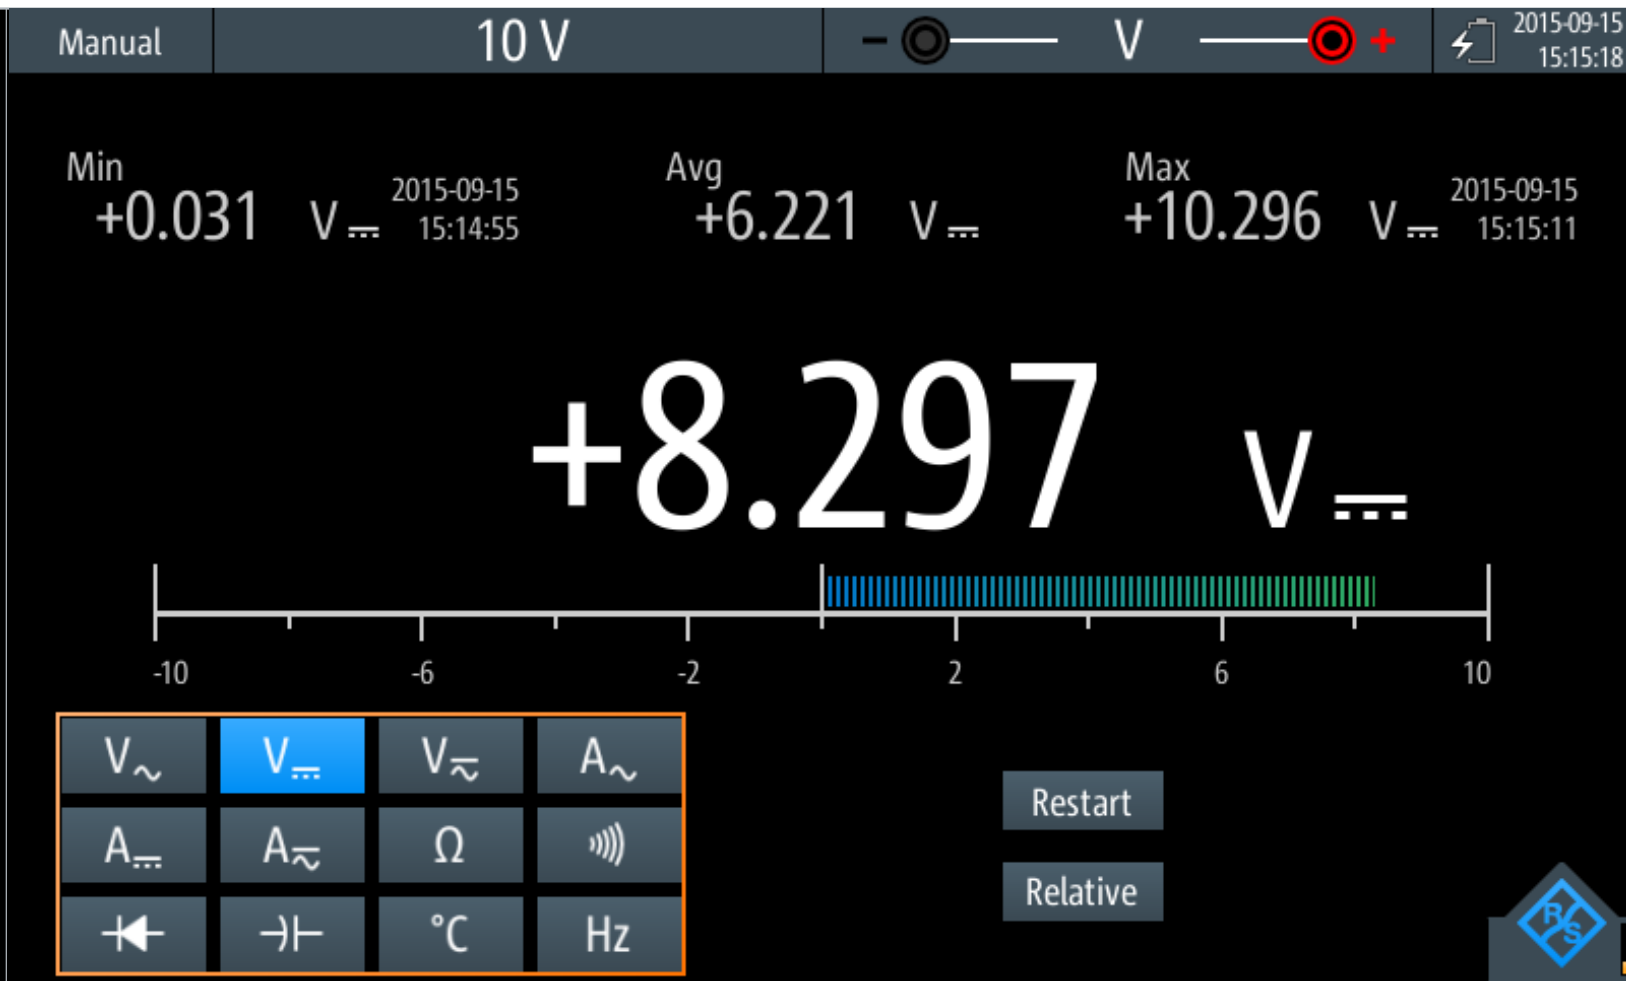 Manual 10 V - V + 2015-09-15
15:15:18
Min Avg Max
+0.031 V 2015-09-15 +6.221 V +10.296 V 2015-09-15
15:14:55 15:15:11
+8.297 V
-10 -6 -2 2 6 10
V~ V V A~
A A Ω
°C Hz
Restart
Relative
R S